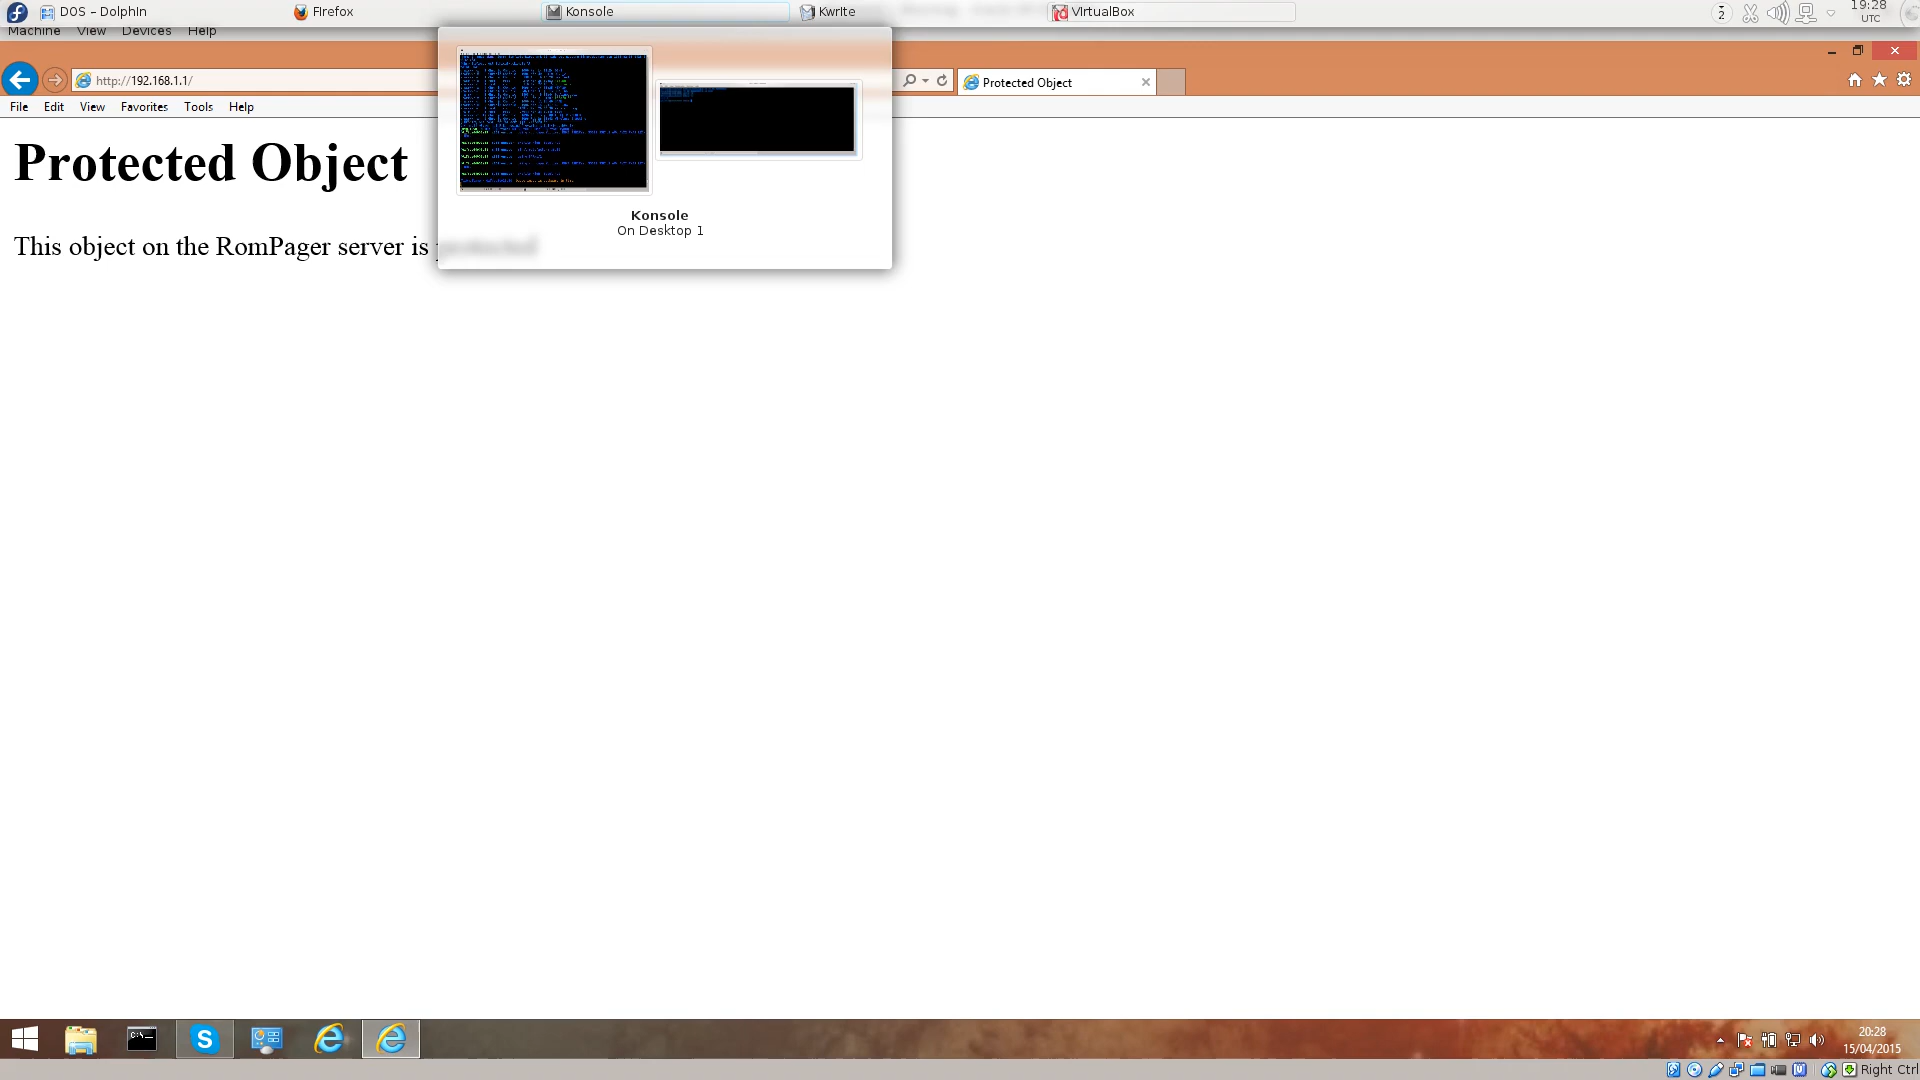 DOS – Dolphin
Firefox
Konsole
Kwrite
VirtualBox
2
19:28
UTC
Machine View Devices Help
http://192.168.1.1/
Protected Object
File Edit View Favorites Tools Help
Protected Object
This object on the RomPager server is protected
Konsole
On Desktop 1
C:\_
20:28
15/04/2015
Right Ctrl